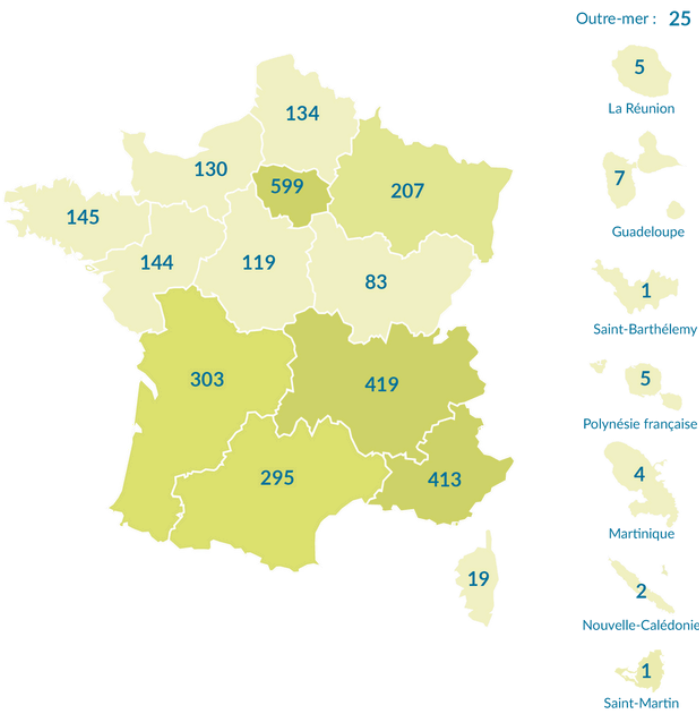 Outre-mer : 25
5
La Réunion
7
Guadeloupe
1
Saint-Barthélemy
5
Polynésie française
4
Martinique
2
Nouvelle-Calédonie
1
Saint-Martin
134
130
599
207
145
144
119
83
303
419
295
413
19